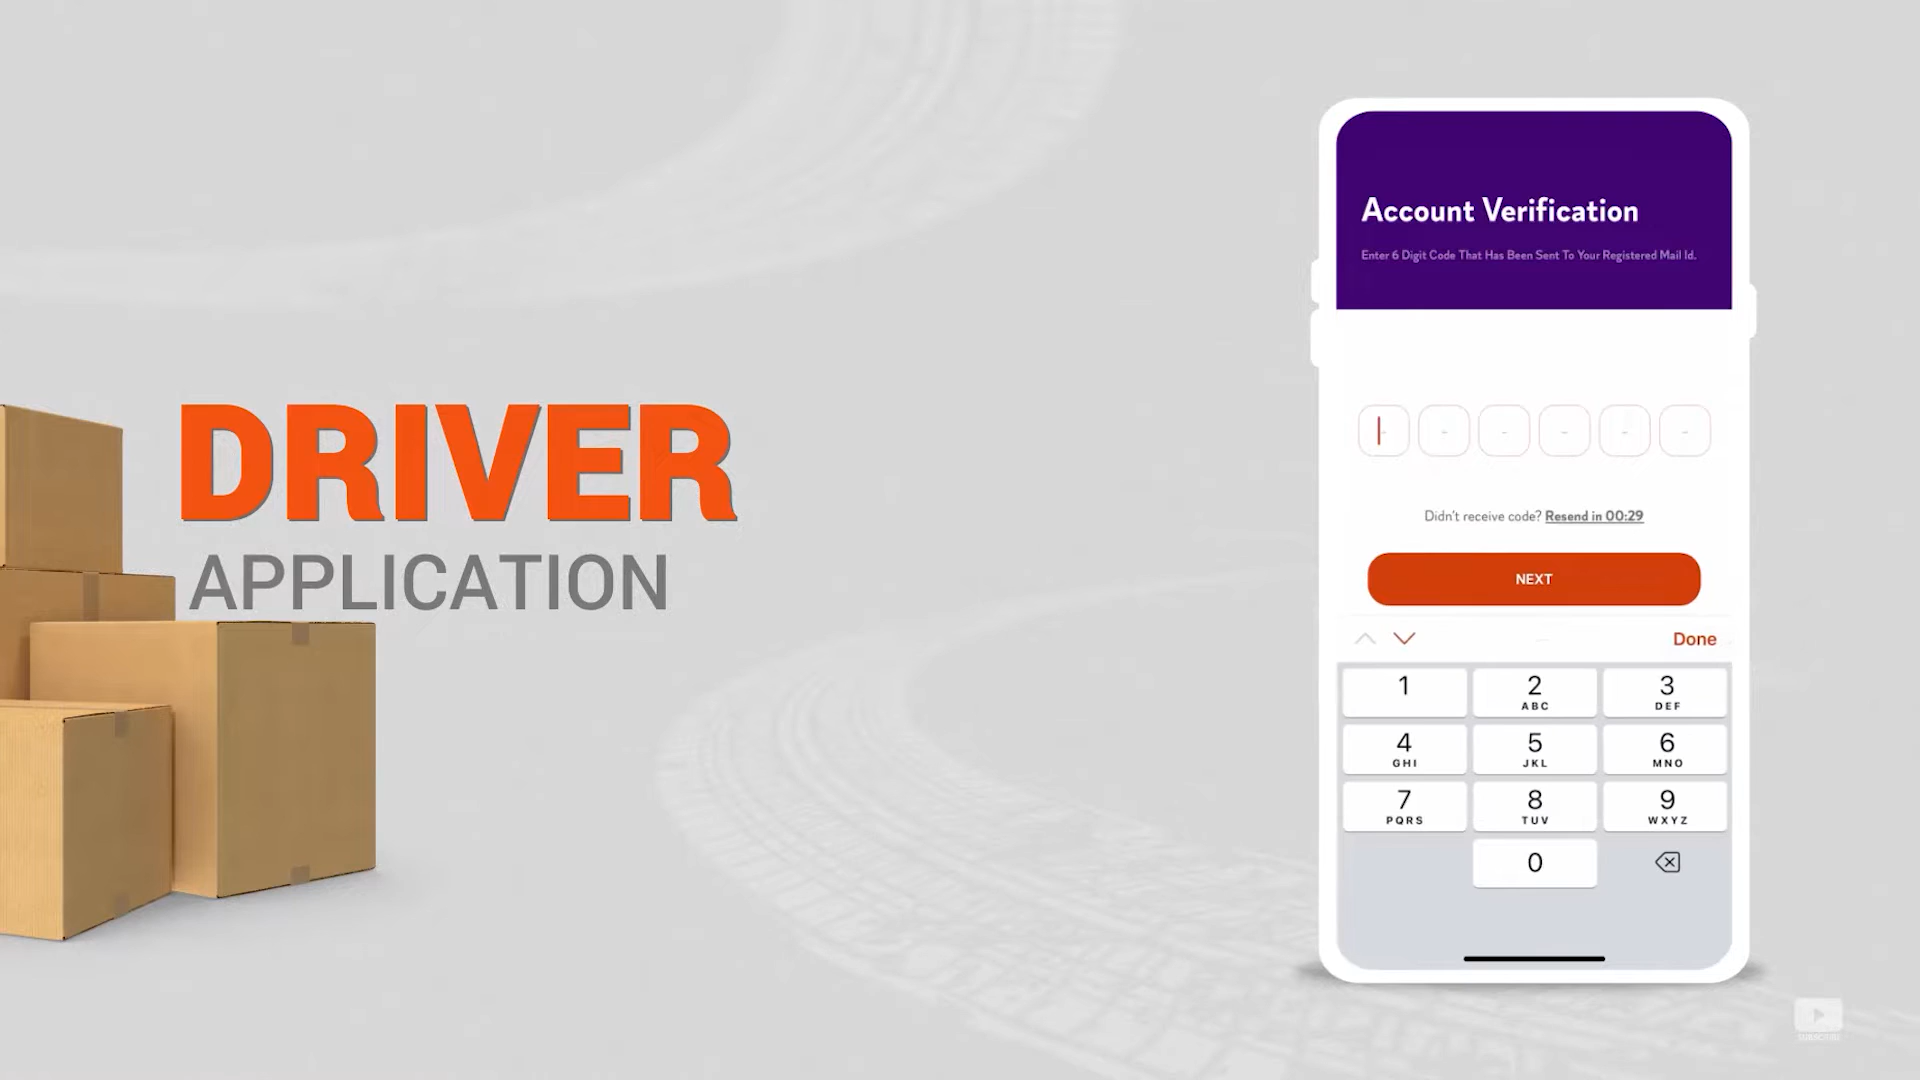 DRIVER
APPLICATION
Account Verification
Enter 6 Digit Code That Has Been Sent To Your Registered Mail Id.
Didn't receive code? Resend in 00:29
NEXT
Done
1 2 3
ABC DEF
4 5 6
GHI JKL MNO
7 8 9
PQRS TUV WXYZ
0
SUBSCRIBE